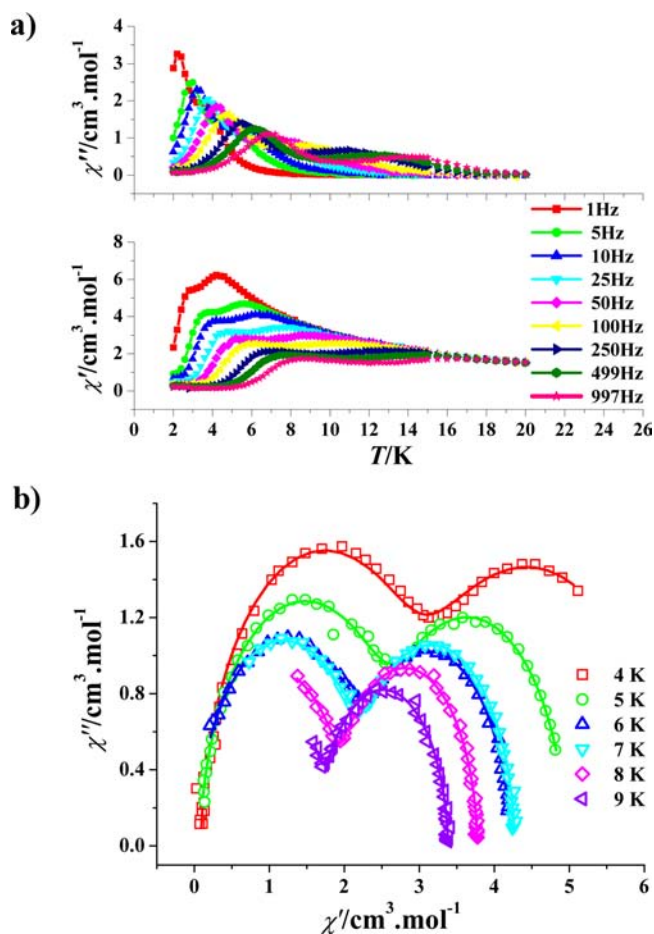 a)
χ''/cm³.mol⁻¹
4
3
2
1
0
χ'/cm³.mol⁻¹
8
6
4
2
0
0 2 4 6 8 10 12 14 16 18 20 22 24 26
T/K
1Hz
5Hz
10Hz
25Hz
50Hz
100Hz
250Hz
499Hz
997Hz
b)
χ''/cm³.mol⁻¹
1.6
1.2
0.8
0.4
0.0
0 1 2 3 4 5 6
χ'/cm³.mol⁻¹
4 K
5 K
6 K
7 K
8 K
9 K